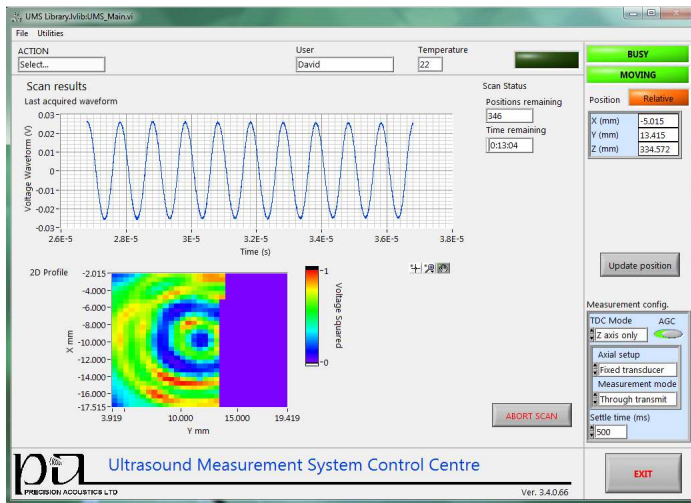 UMS Library.lvlib:UMS_Main.vi
File Utilities
ACTION
Select...
User
David
Temperature
22
BUSY
MOVING
Position Relative
X (mm) -5.015
Y (mm) 13.415
Z (mm) 334.572
Update position
Scan results
Last acquired waveform
Voltage Waveform (V)
0.03
0.02
0.01
0
-0.01
-0.02
-0.03
2.6E-5 2.8E-5 3E-5 3.2E-5 3.4E-5 3.6E-5 3.8E-5
Time (s)
Scan Status
Positions remaining
346
Time remaining
0:13:04
2D Profile
X mm
-2.015
-4.000
-6.000
-8.000
-10.000
-12.000
-14.000
-16.000
-17.515
3.919 10.000 15.000 19.419
Y mm
1
0
Voltage squared
ABORT SCAN
Measurement config.
TDC Mode AGC
Z axis only
Axial setup
Fixed transducer
Measurement mode
Through transmit
Settle time (ms)
500
pa
PRECISION ACOUSTICS LTD
Ultrasound Measurement System Control Centre
Ver. 3.4.0.66
EXIT